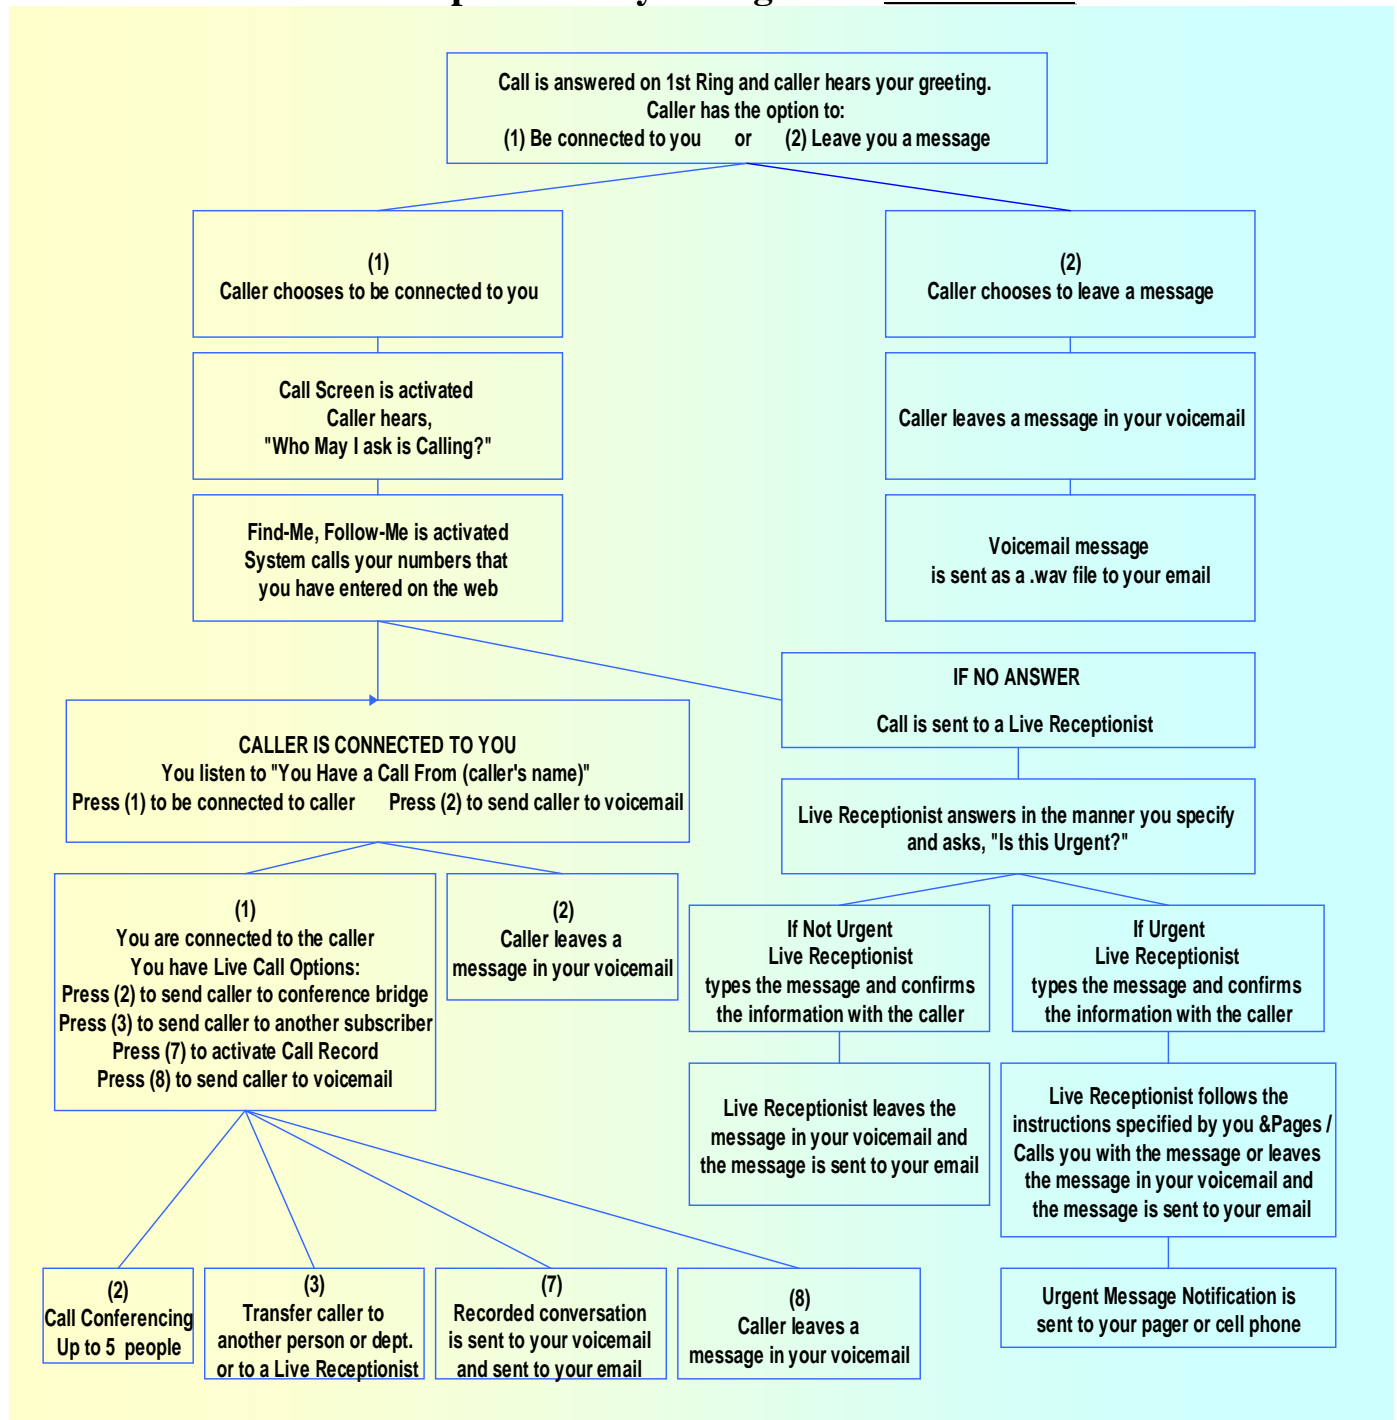 Call is answered on 1st Ring and caller hears your greeting.
Caller has the option to:
(1) Be connected to you or (2) Leave you a message
(1)
Caller chooses to be connected to you
(2)
Caller chooses to leave a message
Call Screen is activated
Caller hears,
"Who May I ask is Calling?"
Caller leaves a message in your voicemail
Find-Me, Follow-Me is activated
System calls your numbers that
you have entered on the web
Voicemail message
is sent as a .wav file to your email
IF NO ANSWER
Call is sent to a Live Receptionist
CALLER IS CONNECTED TO YOU
You listen to "You Have a Call From (caller's name)"
Press (1) to be connected to caller Press (2) to send caller to voicemail
Live Receptionist answers in the manner you specify
and asks, "Is this Urgent?"
(1)
You are connected to the caller
You have Live Call Options:
Press (2) to send caller to conference bridge
Press (3) to send caller to another subscriber
Press (7) to activate Call Record
Press (8) to send caller to voicemail
(2)
Caller leaves a
message in your voicemail
If Not Urgent
Live Receptionist
types the message and confirms
the information with the caller
If Urgent
Live Receptionist
types the message and confirms
the information with the caller
Live Receptionist leaves the
message in your voicemail and
the message is sent to your email
Live Receptionist follows the
instructions specified by you &Pages /
Calls you with the message or leaves
the message in your voicemail and
the message is sent to your email
(2)
Call Conferencing
Up to 5 people
(3)
Transfer caller to
another person or dept.
or to a Live Receptionist
(7)
Recorded conversation
is sent to your voicemail
and sent to your email
(8)
Caller leaves a
message in your voicemail
Urgent Message Notification is
sent to your pager or cell phone